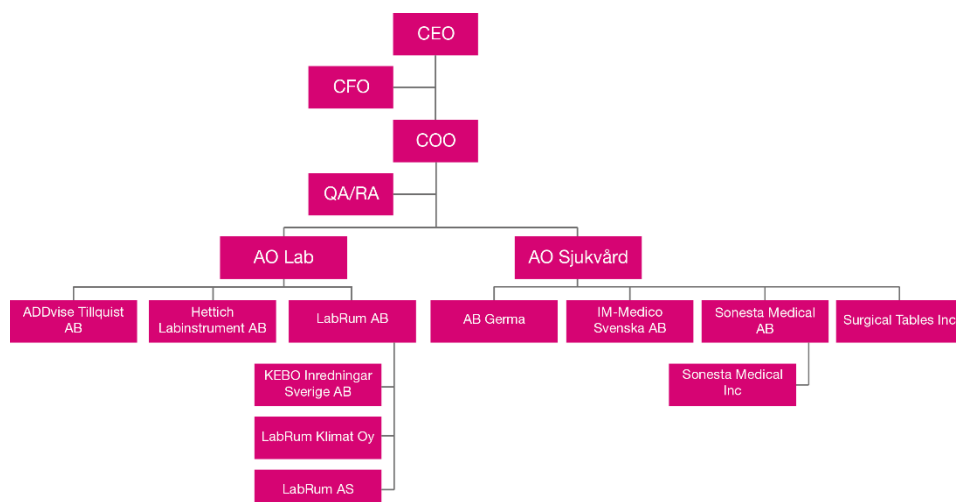 CEO
CFO
COO
QA/RA
AO Lab
AO Sjukvård
ADDvise Tillquist
AB
Hettich
Labinstrument AB
LabRum AB
AB Germa
IM-Medico
Svenska AB
Sonesta Medical
AB
Surgical Tables Inc
KEBO Inredningar
Sverige AB
Sonesta Medical
Inc
LabRum Klimat Oy
LabRum AS